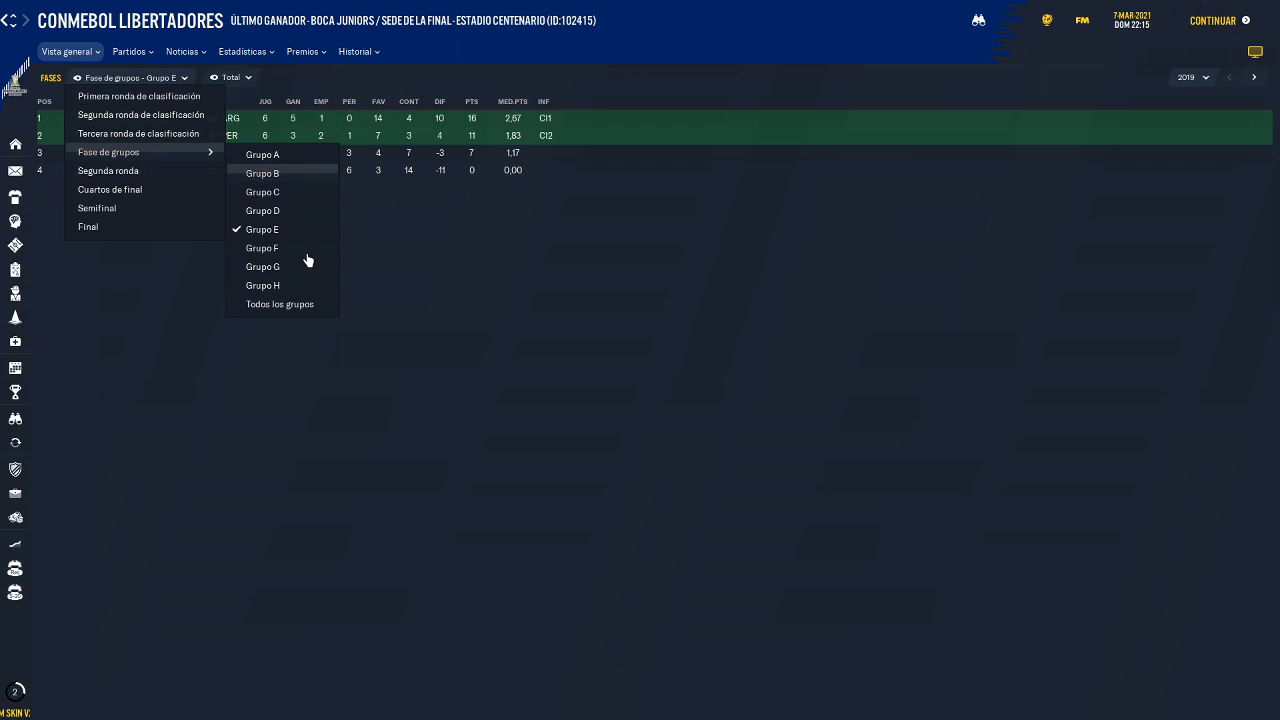 CONMEBOL LIBERTADORES ÚLTIMO GANADOR - BOCA JUNIORS / SEDE DE LA FINAL - ESTADIO CENTENARIO (ID:102415) FM 7-MAR-2021 CONTINUAR
DOM 22:15
Vista general Partidos Noticias Estadísticas Premios Historial
FASES Fase de grupos - Grupo E Total 2019
POS JUG GAN EMP PER FAV CONT DIF PTS MED.PTS INF
Primera ronda de clasificación
1 RG 6 5 1 0 14 4 10 16 2,67 CI1
Segunda ronda de clasificación
2 ER 6 3 2 1 7 3 4 11 1,83 CI2
Tercera ronda de clasificación
3 3 4 7 -3 7 1,17
Fase de grupos
Grupo A
4 6 3 14 -11 0 0,00
Segunda ronda
Grupo B
Cuartos de final
Grupo C
Semifinal
Grupo D
Final
Grupo E
Grupo F
Grupo G
Grupo H
Todos los grupos
2
M SKIN V